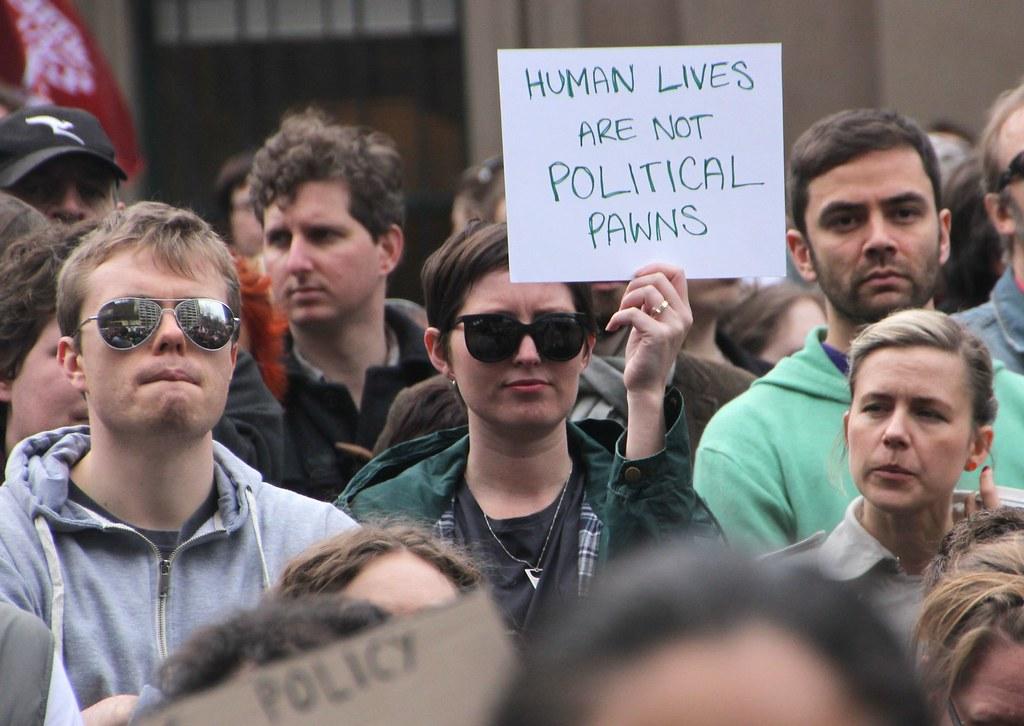 HUMAN LIVES
ARE NOT
POLITICAL
PAWNS
POLICY